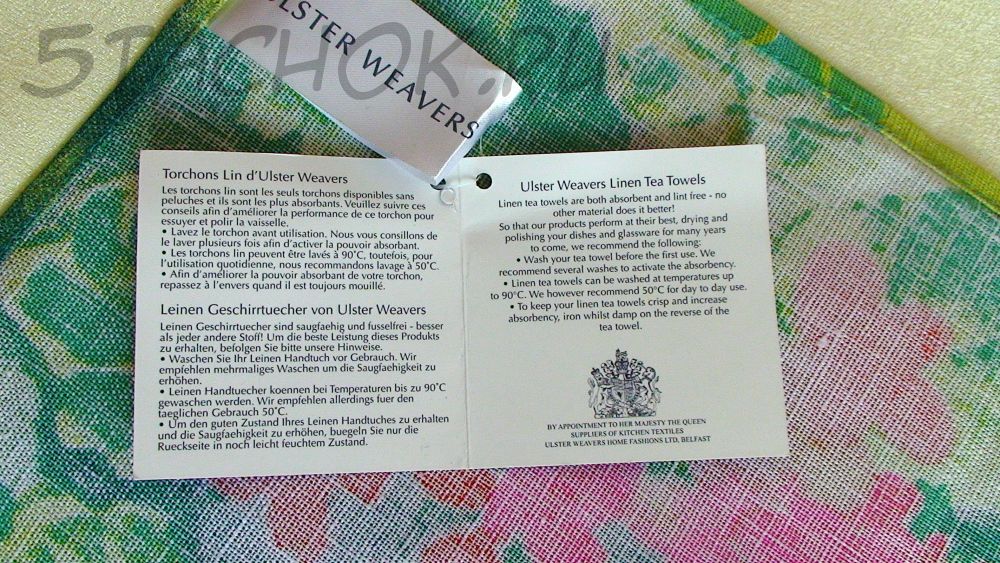 5TACHOK.RU
ULSTER WEAVERS
Torchons Lin d'Ulster Weavers
Les torchons lin sont les seuls torchons disponibles sans
peluches et ils sont les plus absorbants. Veuillez suivre ces
conseils afin d'améliorer la performance de ce torchon pour
essuyer et polir la vaisselle.
• Lavez le torchon avant utilisation. Nous vous consillons de
le laver plusieurs fois afin d'activer la pouvoir absorbant.
• Les torchons lin peuvent être lavés à 90°C, toutefois, pour
l'utilisation quotidienne, nous recommandons lavage à 50°C.
• Afin d'améliorer la pouvoir absorbant de votre torchon,
repassez à l'envers quand il est toujours mouillé.
Leinen Geschirrtuecher von Ulster Weavers
Leinen Geschirrtuecher sind saugfaehig und fusselfrei - besser
als jeder andere Stoff! Um die beste Leistung dieses Produkts
zu erhalten, befolgen Sie bitte unsere Hinweise.
• Waschen Sie Ihr Leinen Handtuch vor Gebrauch. Wir
empfehlen mehrmaliges Waschen um die Saugfaehigkeit zu
erhöhen.
• Leinen Handtuecher koennen bei Temperaturen bis zu 90°C
gewaschen werden. Wir empfehlen allerdings fuer den
taeglichen Gebrauch 50°C.
• Um den guten Zustand Ihres Leinen Handtuches zu erhalten
und die Saugfaehigkeit zu erhöhen, buegeln Sie nur die
Rueckseite in noch leicht feuchtem Zustand.
Ulster Weavers Linen Tea Towels
Linen tea towels are both absorbent and lint free - no
other material does it better!
So that our products perform at their best, drying and
polishing your dishes and glassware for many years
to come, we recommend the following:
• Wash your tea towel before the first use. We
recommend several washes to activate the absorbency.
• Linen tea towels can be washed at temperatures up
to 90°C. We however recommend 50°C for day to day use.
• To keep your linen tea towels crisp and increase
absorbency, iron whilst damp on the reverse of the
tea towel.
BY APPOINTMENT TO HER MAJESTY THE QUEEN
SUPPLIERS OF KITCHEN TEXTILES
ULSTER WEAVERS HOME FASHIONS LTD, BELFAST